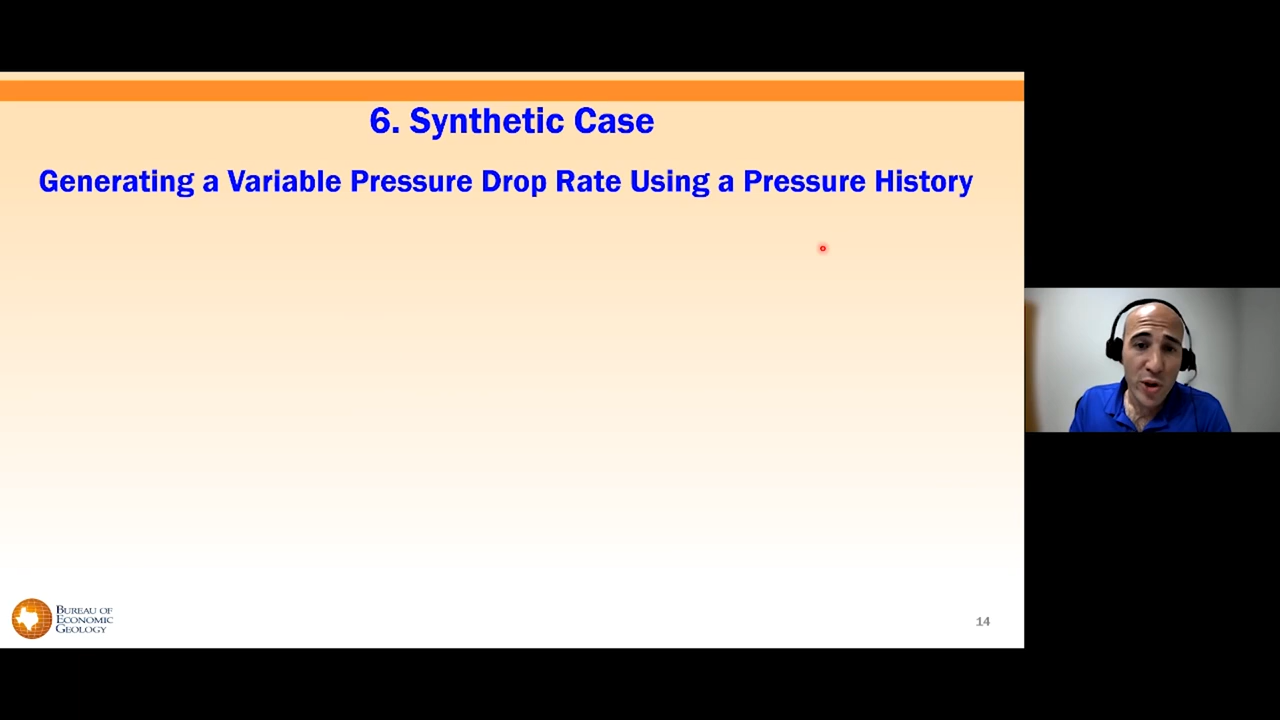 6. Synthetic Case
Generating a Variable Pressure Drop Rate Using a Pressure History
BUREAU OF
ECONOMIC
GEOLOGY
14